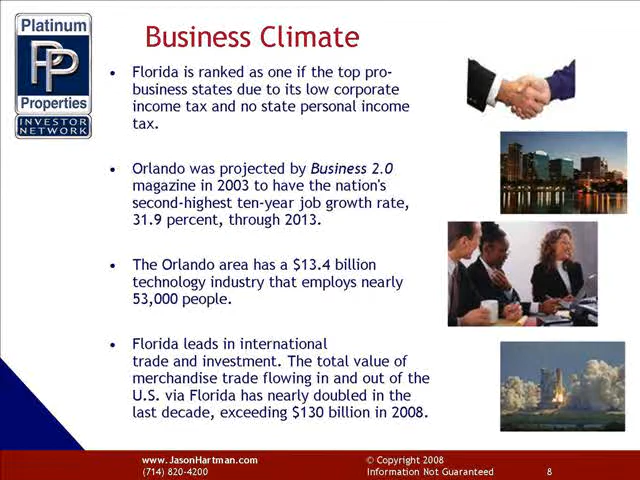 Platinum
PP
Properties
INVESTOR
NETWORK
Business Climate
• Florida is ranked as one if the top pro-
business states due to its low corporate
income tax and no state personal income
tax.
• Orlando was projected by Business 2.0
magazine in 2003 to have the nation's
second-highest ten-year job growth rate,
31.9 percent, through 2013.
• The Orlando area has a $13.4 billion
technology industry that employs nearly
53,000 people.
• Florida leads in international
trade and investment. The total value of
merchandise trade flowing in and out of the
U.S. via Florida has nearly doubled in the
last decade, exceeding $130 billion in 2008.
www.JasonHartman.com
(714) 820-4200
© Copyright 2008
Information Not Guaranteed
8